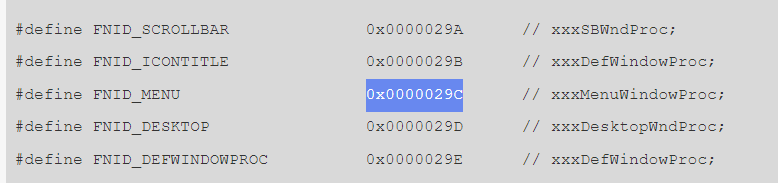 #define FNID_SCROLLBAR 0x0000029A // xxxSBWndProc;
#define FNID_ICONTITLE 0x0000029B // xxxDefWindowProc;
#define FNID_MENU 0x0000029C // xxxMenuWindowProc;
#define FNID_DESKTOP 0x0000029D // xxxDesktopWndProc;
#define FNID_DEFWINDOWPROC 0x0000029E // xxxDefWindowProc;